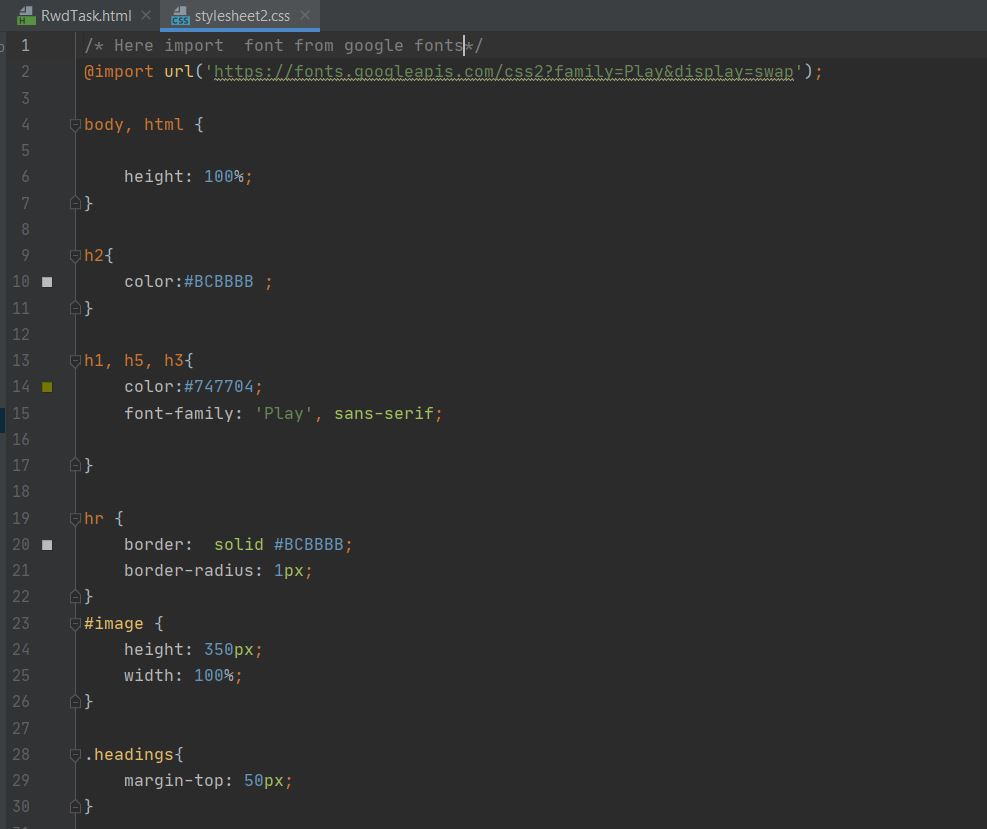 RwdTask.html stylesheet2.css
1 /* Here import  font from google fonts*/
2 @import url('https://fonts.googleapis.com/css2?family=Play&display=swap');
3
4 body, html {
5
6     height: 100%;
7 }
8
9 h2{
10     color:#BCBBBB ;
11 }
12
13 h1, h5, h3{
14     color:#747704;
15     font-family: 'Play', sans-serif;
16
17 }
18
19 hr {
20     border:  solid #BCBBBB;
21     border-radius: 1px;
22 }
23 #image {
24     height: 350px;
25     width: 100%;
26 }
27
28 .headings{
29     margin-top: 50px;
30 }